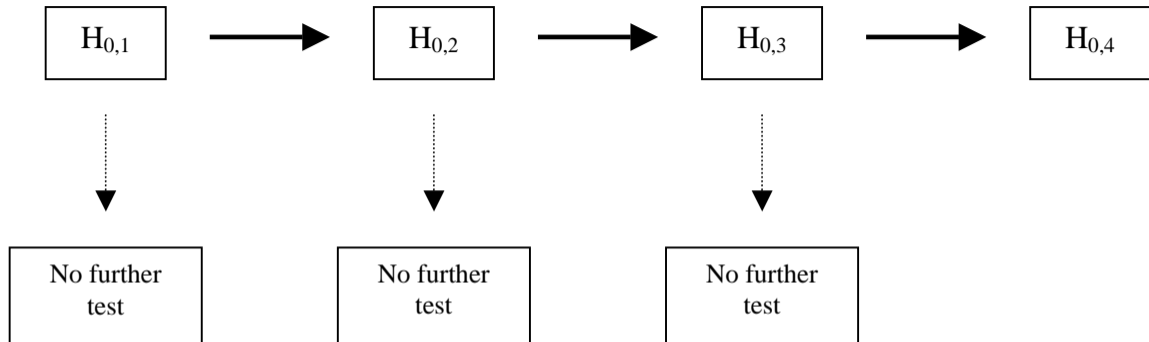 H0,1
H0,2
H0,3
H0,4
No further
test
No further
test
No further
test